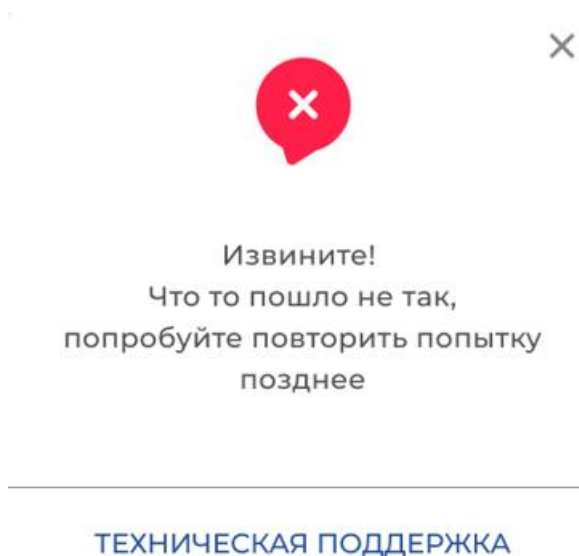 Извините!
Что то пошло не так,
попробуйте повторить попытку
позднее
ТЕХНИЧЕСКАЯ ПОДДЕРЖКА